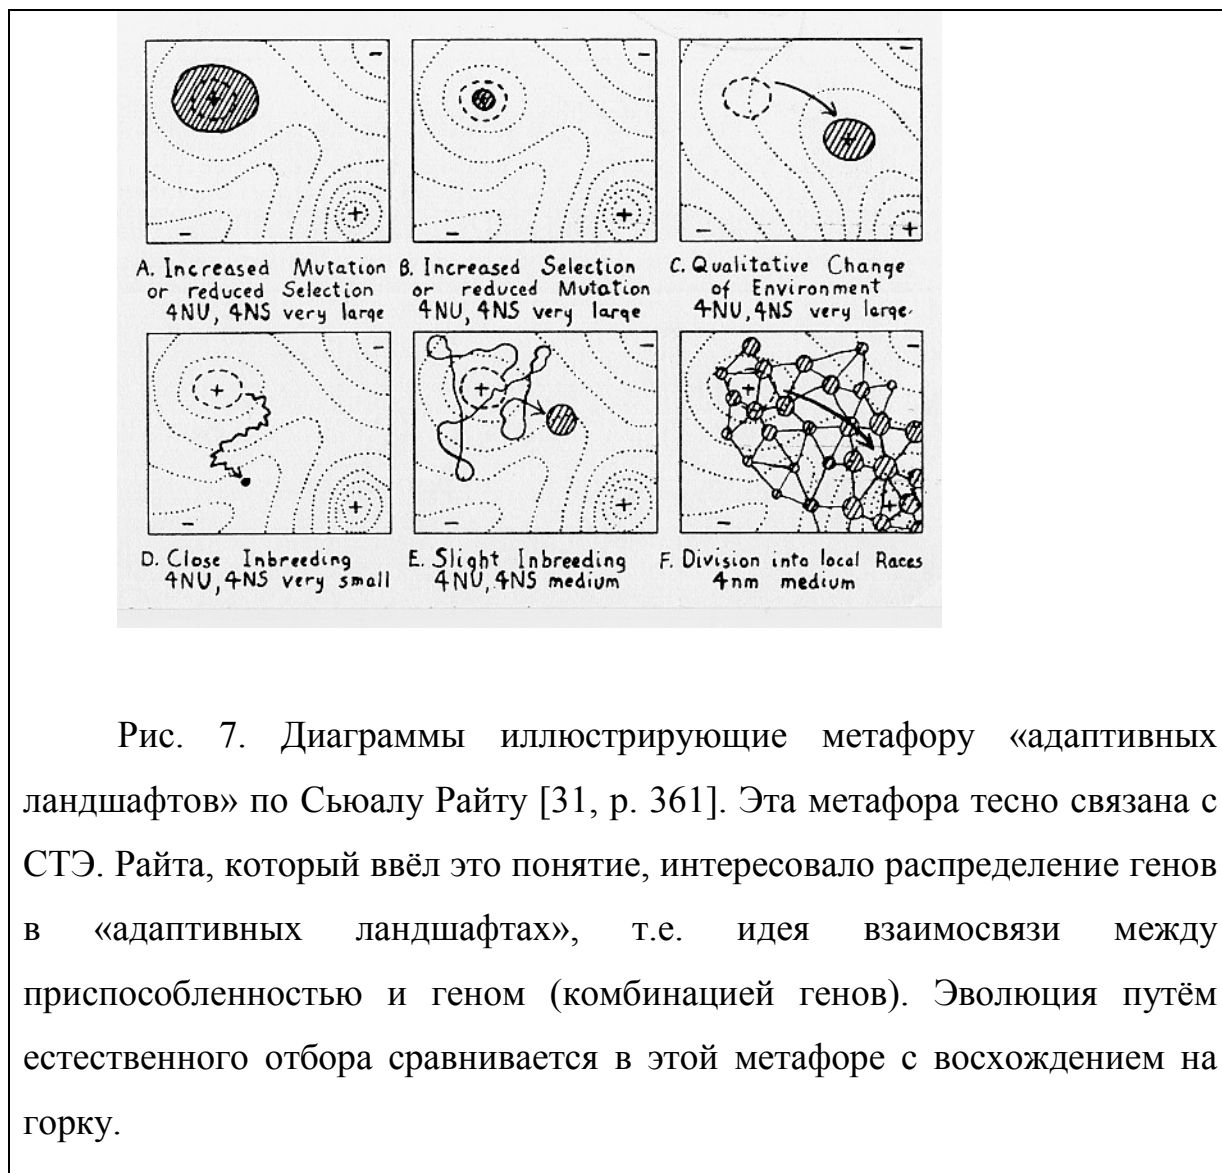 A. Increased Mutation
or reduced Selection
4NU, 4NS very large
B. Increased Selection
or reduced Mutation
4NU, 4NS very large
C. Qualitative Change
of Environment
4NU, 4NS very large.
D. Close Inbreeding
4NU, 4NS very small
E. Slight Inbreeding
4NU, 4NS medium
F. Division into local Races
4nm medium
Рис. 7. Диаграммы иллюстрирующие метафору «адаптивных
ландшафтов» по Сьюалу Райту [31, p. 361]. Эта метафора тесно связана с
СТЭ. Райта, который ввёл это понятие, интересовало распределение генов
в «адаптивных ландшафтах», т.е. идея взаимосвязи между
приспособленностью и геном (комбинацией генов). Эволюция путём
естественного отбора сравнивается в этой метафоре с восхождением на
горку.